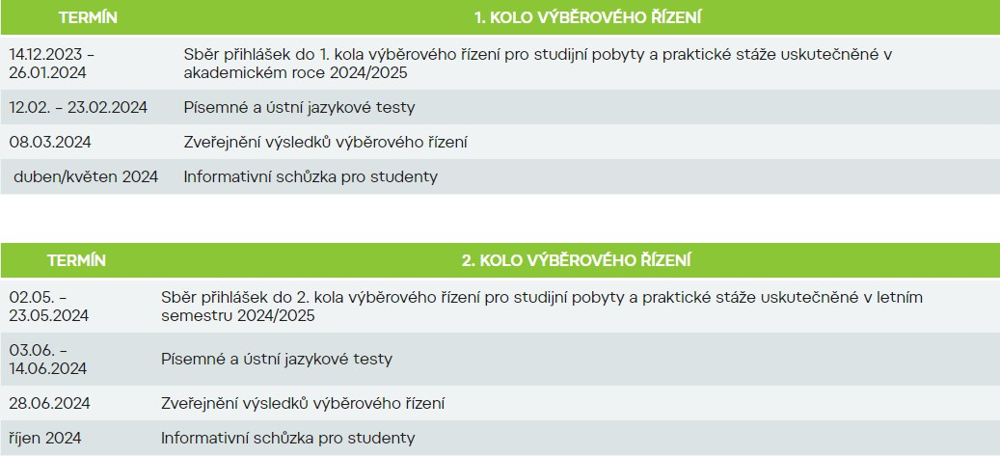 TERMÍN 1. KOLO VÝBĚROVÉHO ŘÍZENÍ
14.12.2023 – Sběr přihlášek do 1. kola výběrového řízení pro studijní pobyty a praktické stáže uskutečněné v
26.01.2024 akademickém roce 2024/2025
12.02. – 23.02.2024 Písemné a ústní jazykové testy
08.03.2024 Zveřejnění výsledků výběrového řízení
duben/květen 2024 Informativní schůzka pro studenty
TERMÍN 2. KOLO VÝBĚROVÉHO ŘÍZENÍ
02.05. – Sběr přihlášek do 2. kola výběrového řízení pro studijní pobyty a praktické stáže uskutečněné v letním
23.05.2024 semestru 2024/2025
03.06. –
14.06.2024 Písemné a ústní jazykové testy
28.06.2024 Zveřejnění výsledků výběrového řízení
říjen 2024 Informativní schůzka pro studenty